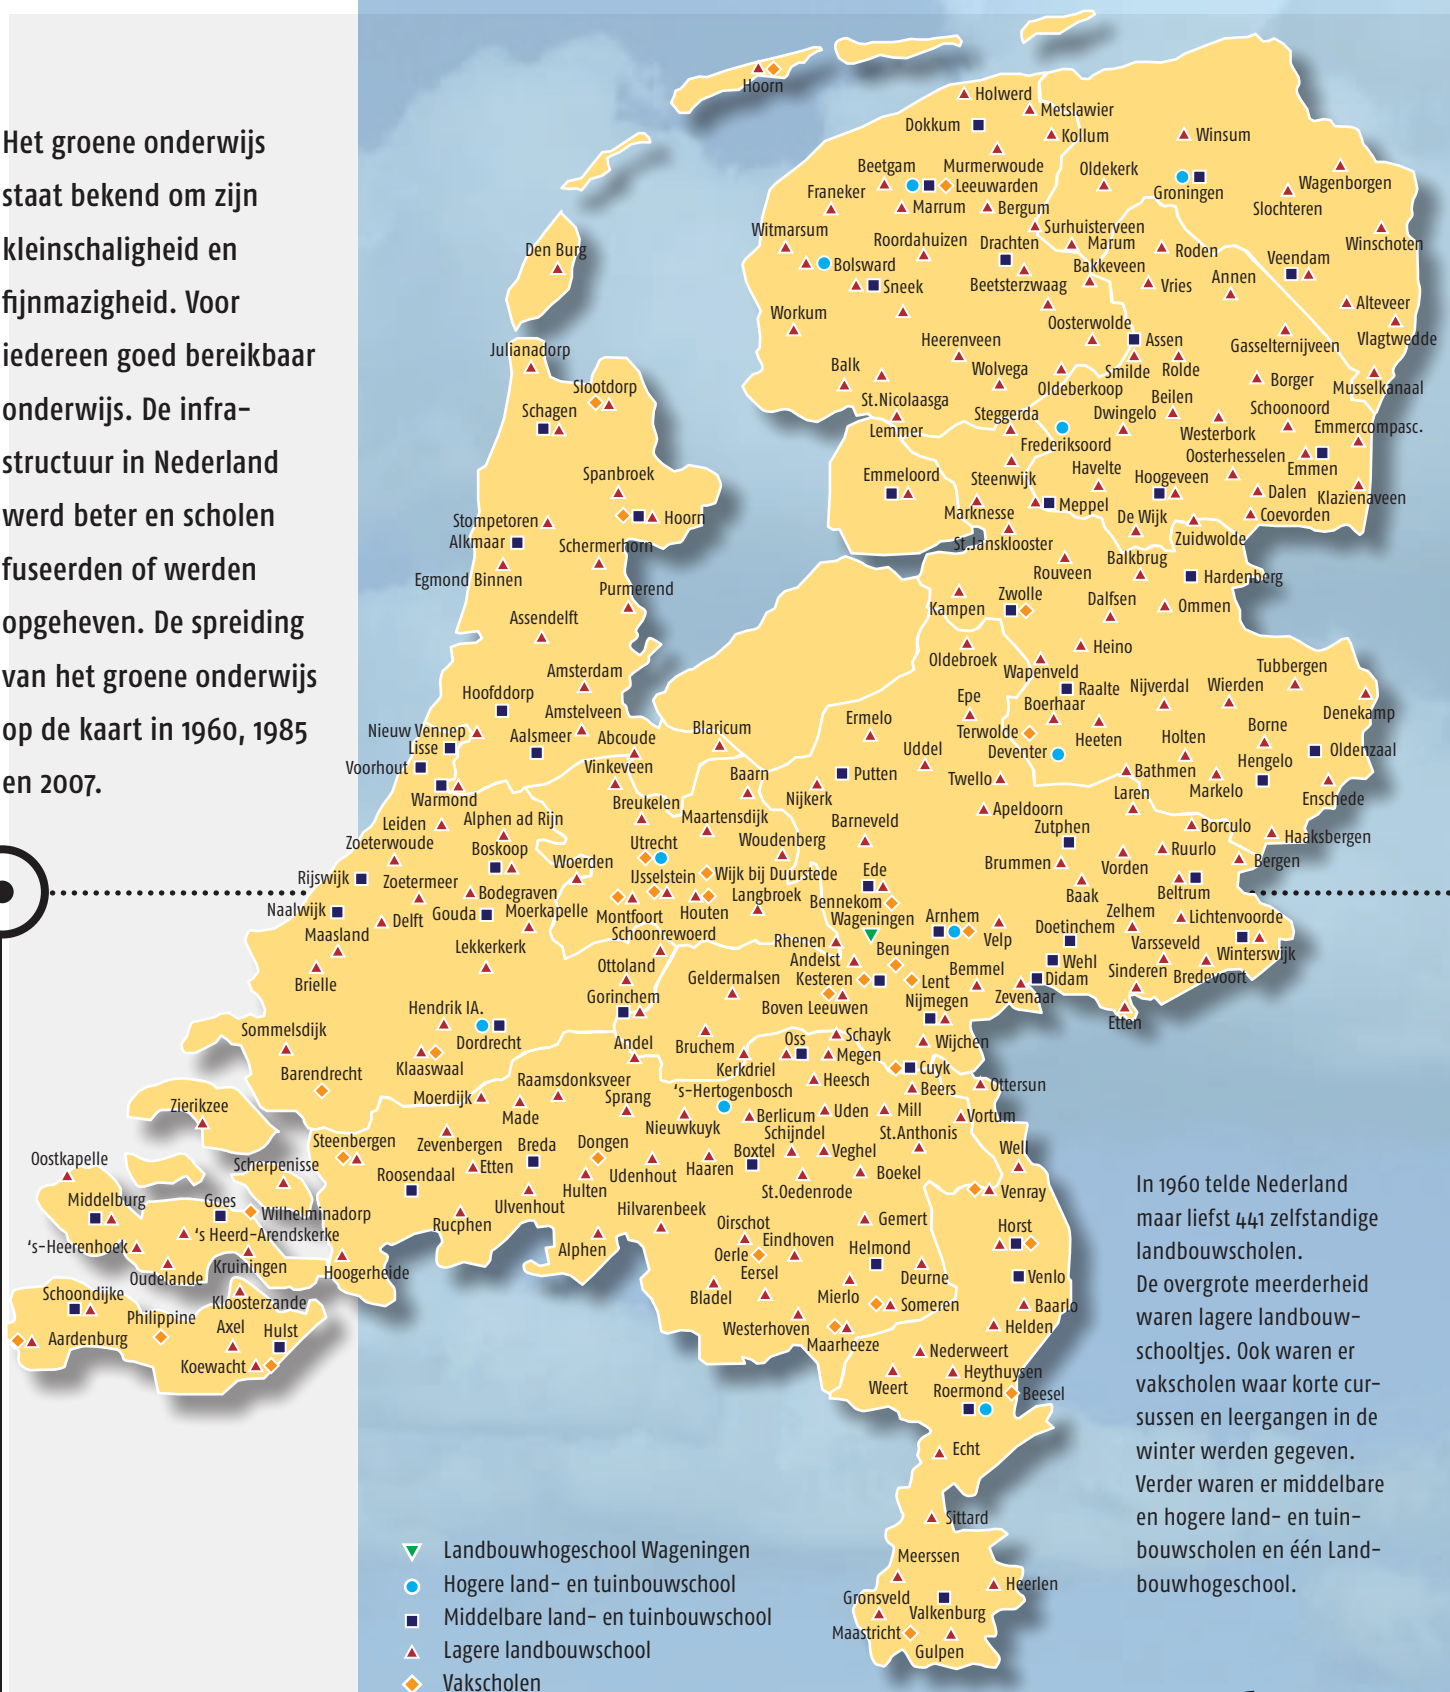 Het groene onderwijs
staat bekend om zijn
kleinschaligheid en
fijnmazigheid. Voor
iedereen goed bereikbaar
onderwijs. De infra-
structuur in Nederland
werd beter en scholen
fuseerden of werden
opgeheven. De spreiding
van het groene onderwijs
op de kaart in 1960, 1985
en 2007.
Hoorn
Holwerd
Metslawier
Dokkum
Kollum
Winsum
Murmerwoude
Beetgum
Oldekerk
Wagenborgen
Leeuwarden
Franeker
Groningen
Slochteren
Marrum
Bergum
Witmarsum
Surhuisterveen
Winschoten
Roordahuizen
Drachten
Marum
Roden
Veendam
Den Burg
Bolsward
Bakkeveen
Sneek
Beetsterzwaag
Vries
Annen
Alteveer
Workum
Oosterwolde
Vlagtwedde
Heerenveen
Assen
Gasselternijveen
Julianadorp
Balk
Wolvega
Smilde
Rolde
Borger
Musselkanaal
Slootdorp
Oldeberkoop
St.Nicolaasga
Beilen
Schoonoord
Schagen
Steggerda
Dwingelo
Emmercompasc.
Lemmer
Frederiksoord
Westerbork
Oosterhesselen
Emmen
Spanbroek
Emmeloord
Steenwijk
Havelte
Hoogeveen
Dalen
Klazienaveen
Hoorn
Marknesse
Meppel
De Wijk
Coevorden
Stompetoren
Alkmaar
Schermerhorn
St.Jansklooster
Zuidwolde
Egmond Binnen
Rouveen
Balkbrug
Hardenberg
Purmerend
Kampen
Zwolle
Dalfsen
Ommen
Assendelft
Oldebroek
Heino
Wapenveld
Tubbergen
Amsterdam
Raalte
Nijverdal
Wierden
Hoofddorp
Epe
Boerhaar
Denekamp
Amstelveen
Ermelo
Terwolde
Heeten
Borne
Nieuw Vennep
Blaricum
Holten
Lisse
Aalsmeer
Abcoude
Uddel
Deventer
Oldenzaal
Voorhout
Vinkeveen
Baarn
Putten
Twello
Bathmen
Hengelo
Warmond
Nijkerk
Laren
Markelo
Enschede
Breukelen
Apeldoorn
Leiden
Alphen ad Rijn
Maartensdijk
Barneveld
Zutphen
Borculo
Haaksbergen
Zoeterwoude
Boskoop
Woerden
Utrecht
Woudenberg
Brummen
Vorden
Ruurlo
Bergen
Rijswijk
Zoetermeer
IJsselstein
Wijk bij Duurstede
Ede
Baak
Beltrum
Bodegraven
Langbroek
Bennekom
Naalwijk
Delft
Gouda
Moerkapelle
Montfoort
Houten
Wageningen
Arnhem
Zelhem
Lichtenvoorde
Maasland
Lekkerkerk
Schoonrewoerd
Rhenen
Beuningen
Velp
Doetinchem
Varsseveld
Winterswijk
Brielle
Ottoland
Geldermalsen
Andelst
Kesteren
Lent
Bemmel
Wehl
Sinderen
Bredevoort
Gorinchem
Boven Leeuwen
Nijmegen
Zevenaar
Didam
Hendrik IA.
Etten
Sommelsdijk
Dordrecht
Andel
Bruchem
Oss
Schayk
Wijchen
Klaaswaal
Kerkdriel
Megen
Barendrecht
Raamsdonksveer
Heesch
Cuyk
Ottersun
Moerdijk
Sprang
's-Hertogenbosch
Beers
Zierikzee
Made
Nieuwkuyk
Berlicum
Uden
Mill
Vortum
Steenbergen
Zevenbergen
Breda
Dongen
Schijndel
St.Anthonis
Oostkapelle
Scherpenisse
Etten
Udenhout
Haaren
Boxtel
Veghel
Well
Roosendaal
Hulten
Boekel
Middelburg
Goes
Wilhelminadorp
Ulvenhout
Hilvarenbeek
St.Oedenrode
Venray
's Heerd-Arendskerke
Rucphen
Oirschot
Gemert
Horst
's-Heerenhoek
Alphen
Eindhoven
Oerle
Helmond
Oudelande
Kruiningen
Hoogerheide
Eersel
Deurne
Venlo
Schoondijke
Kloosterzande
Bladel
Mierlo
Someren
Baarlo
Philippine
Axel
Hulst
Westerhoven
Helden
Aardenburg
Maarheeze
Nederweert
Koewacht
Weert
Heythuysen
Roermond
Beesel
Echt
Sittard
Meerssen
Heerlen
Gronsveld
Valkenburg
Maastricht
Gulpen
In 1960 telde Nederland
maar liefst 441 zelfstandige
landbouwscholen.
De overgrote meerderheid
waren lagere landbouw-
schooltjes. Ook waren er
vakscholen waar korte cur-
sussen en leergangen in de
winter werden gegeven.
Verder waren er middelbare
en hogere land- en tuin-
bouwscholen en één Land-
bouwhogeschool.
Landbouwhogeschool Wageningen
Hogere land- en tuinbouwschool
Middelbare land- en tuinbouwschool
Lagere landbouwschool
Vakscholen